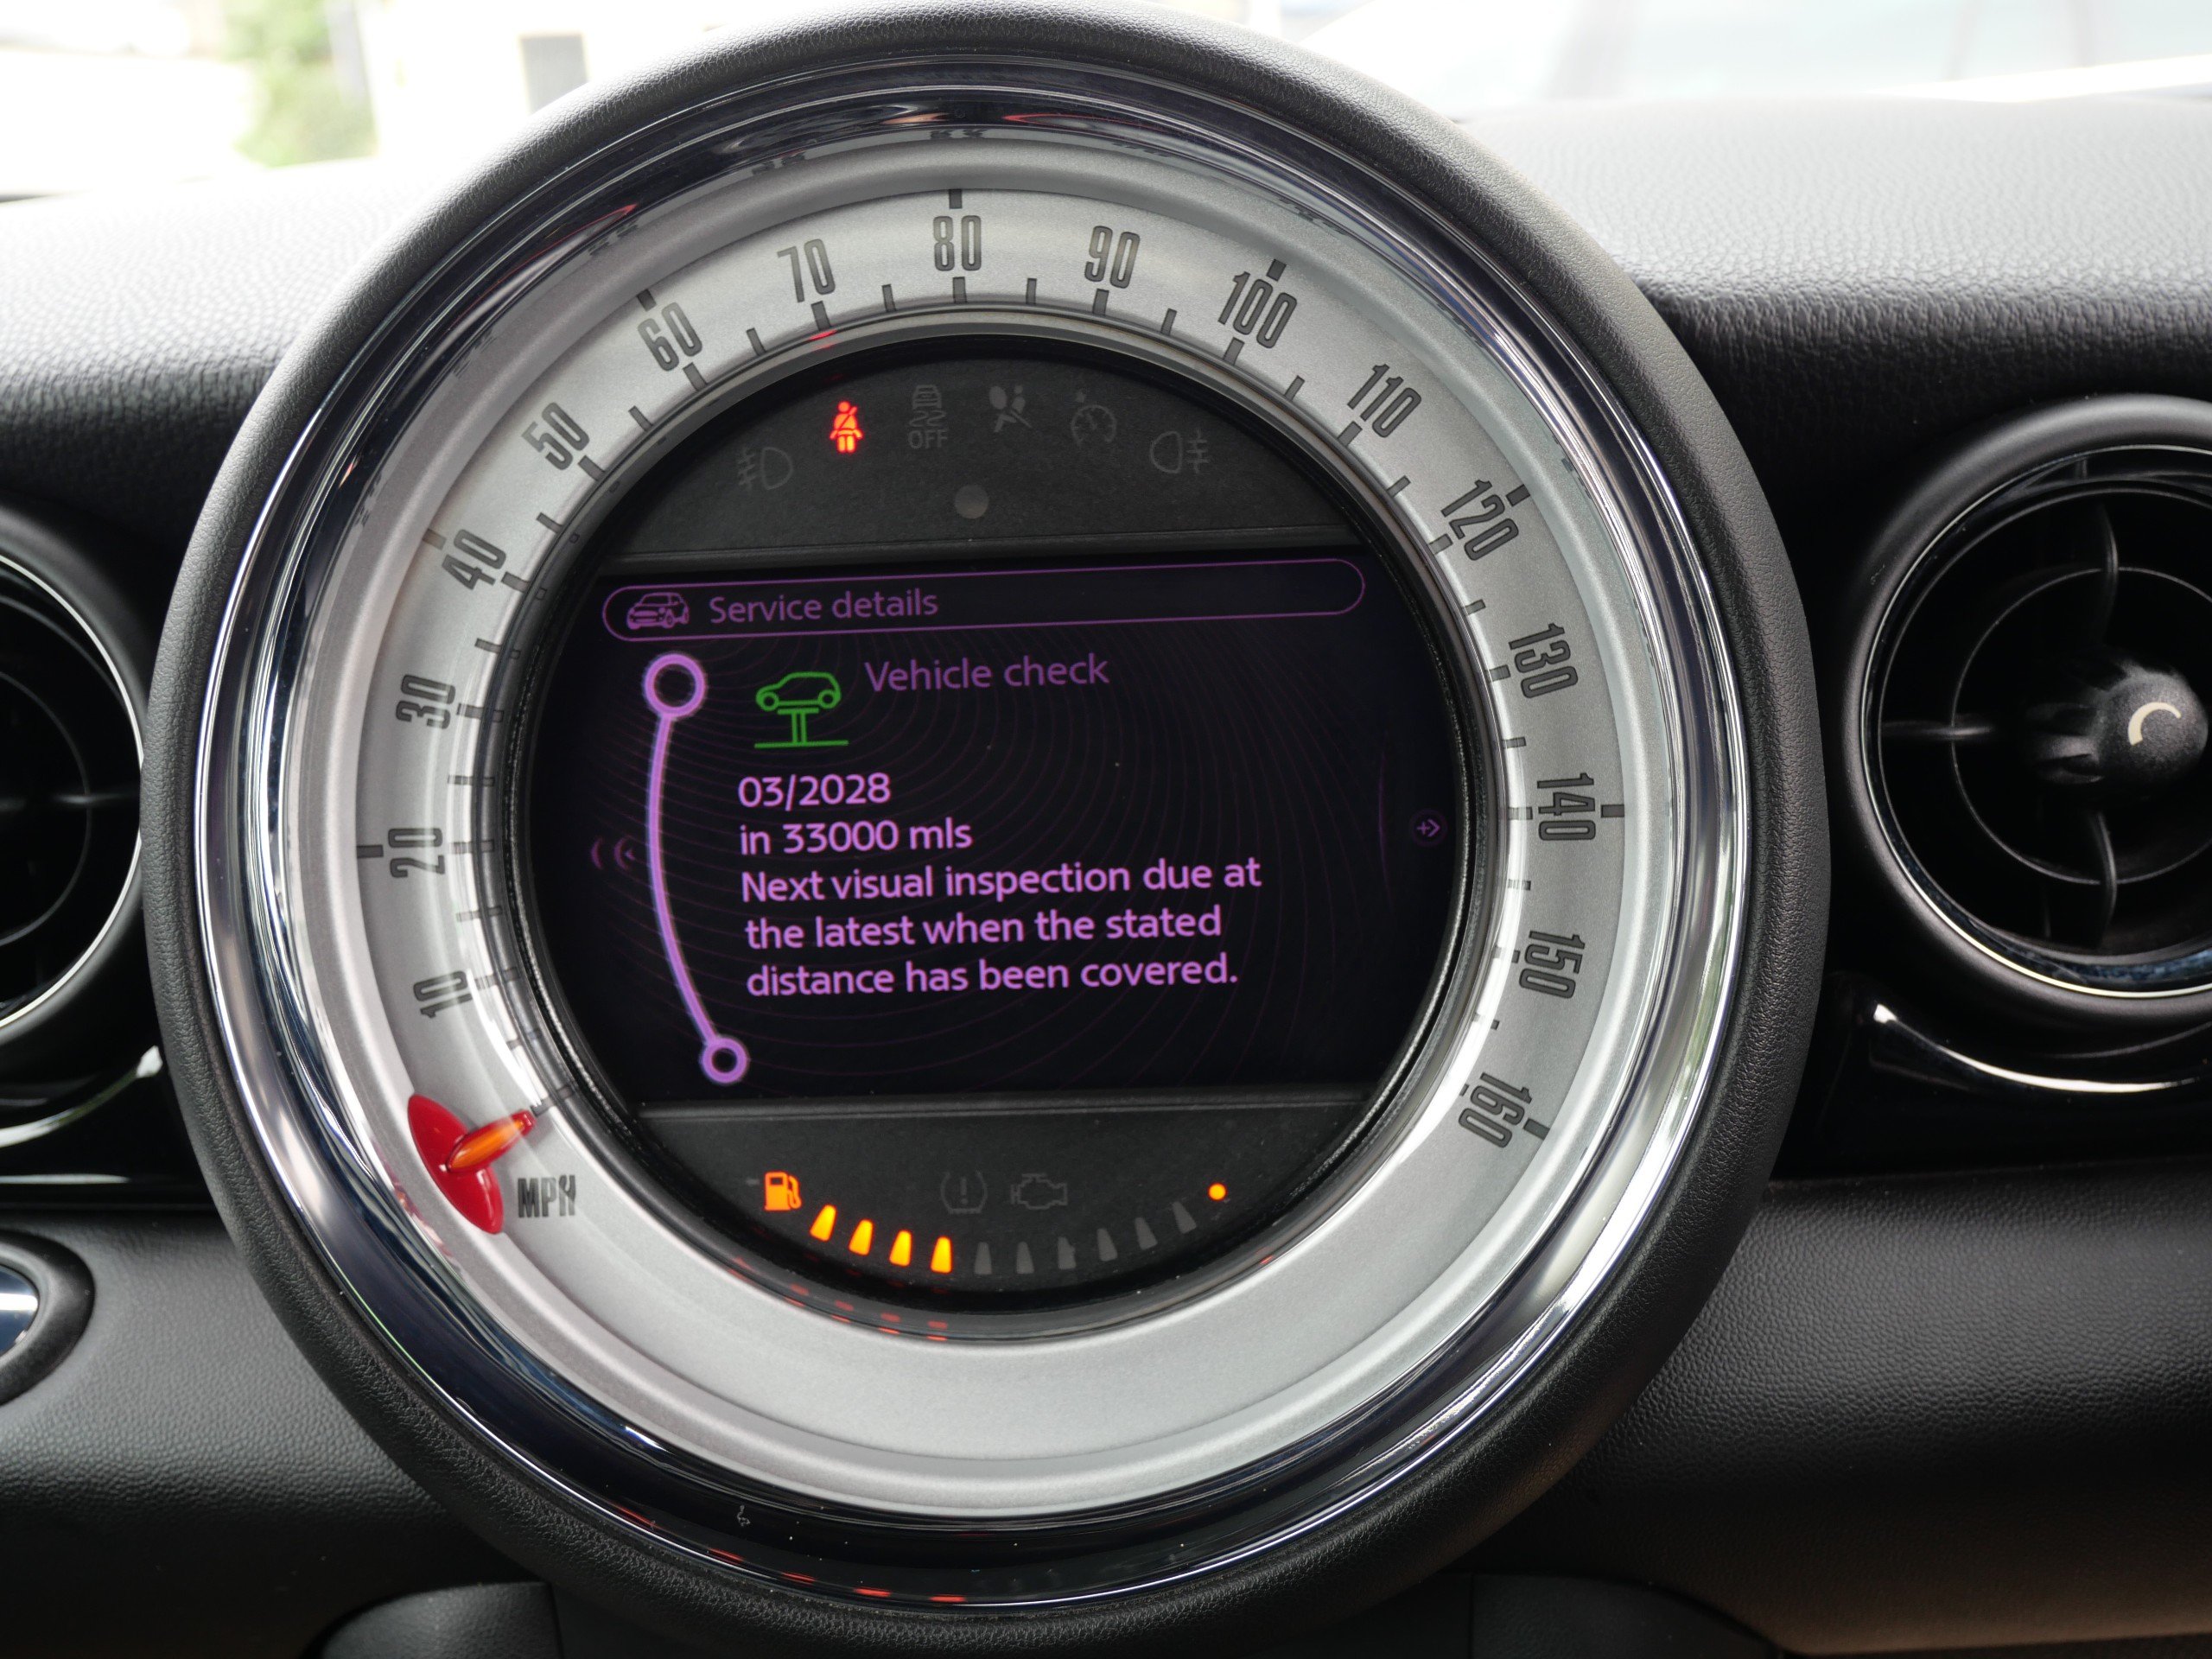 80
70
90
60
100
50
110
40
120
OFF
130
30
Service details
Vehicle check
03/2028
in 33000 mls
Next visual inspection due at
the latest when the stated
distance has been covered.
140
20
150
10
160
MPH